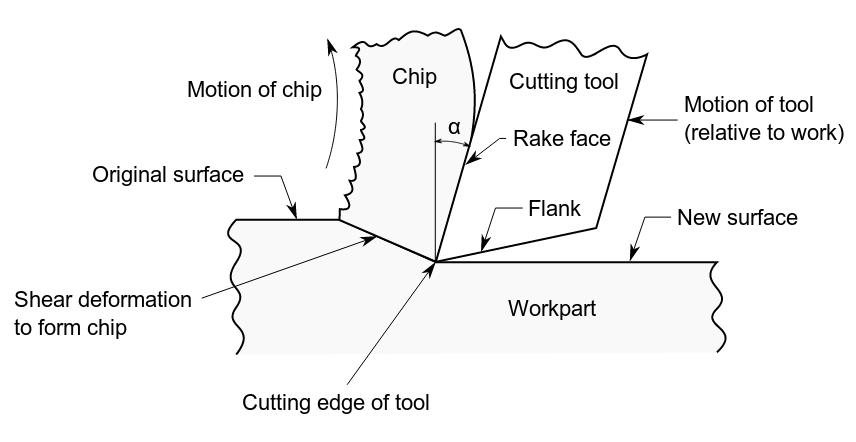 Chip
Cutting tool
Motion of chip
Motion of tool
(relative to work)
α
Rake face
Original surface
Flank
New surface
Shear deformation
to form chip
Workpart
Cutting edge of tool